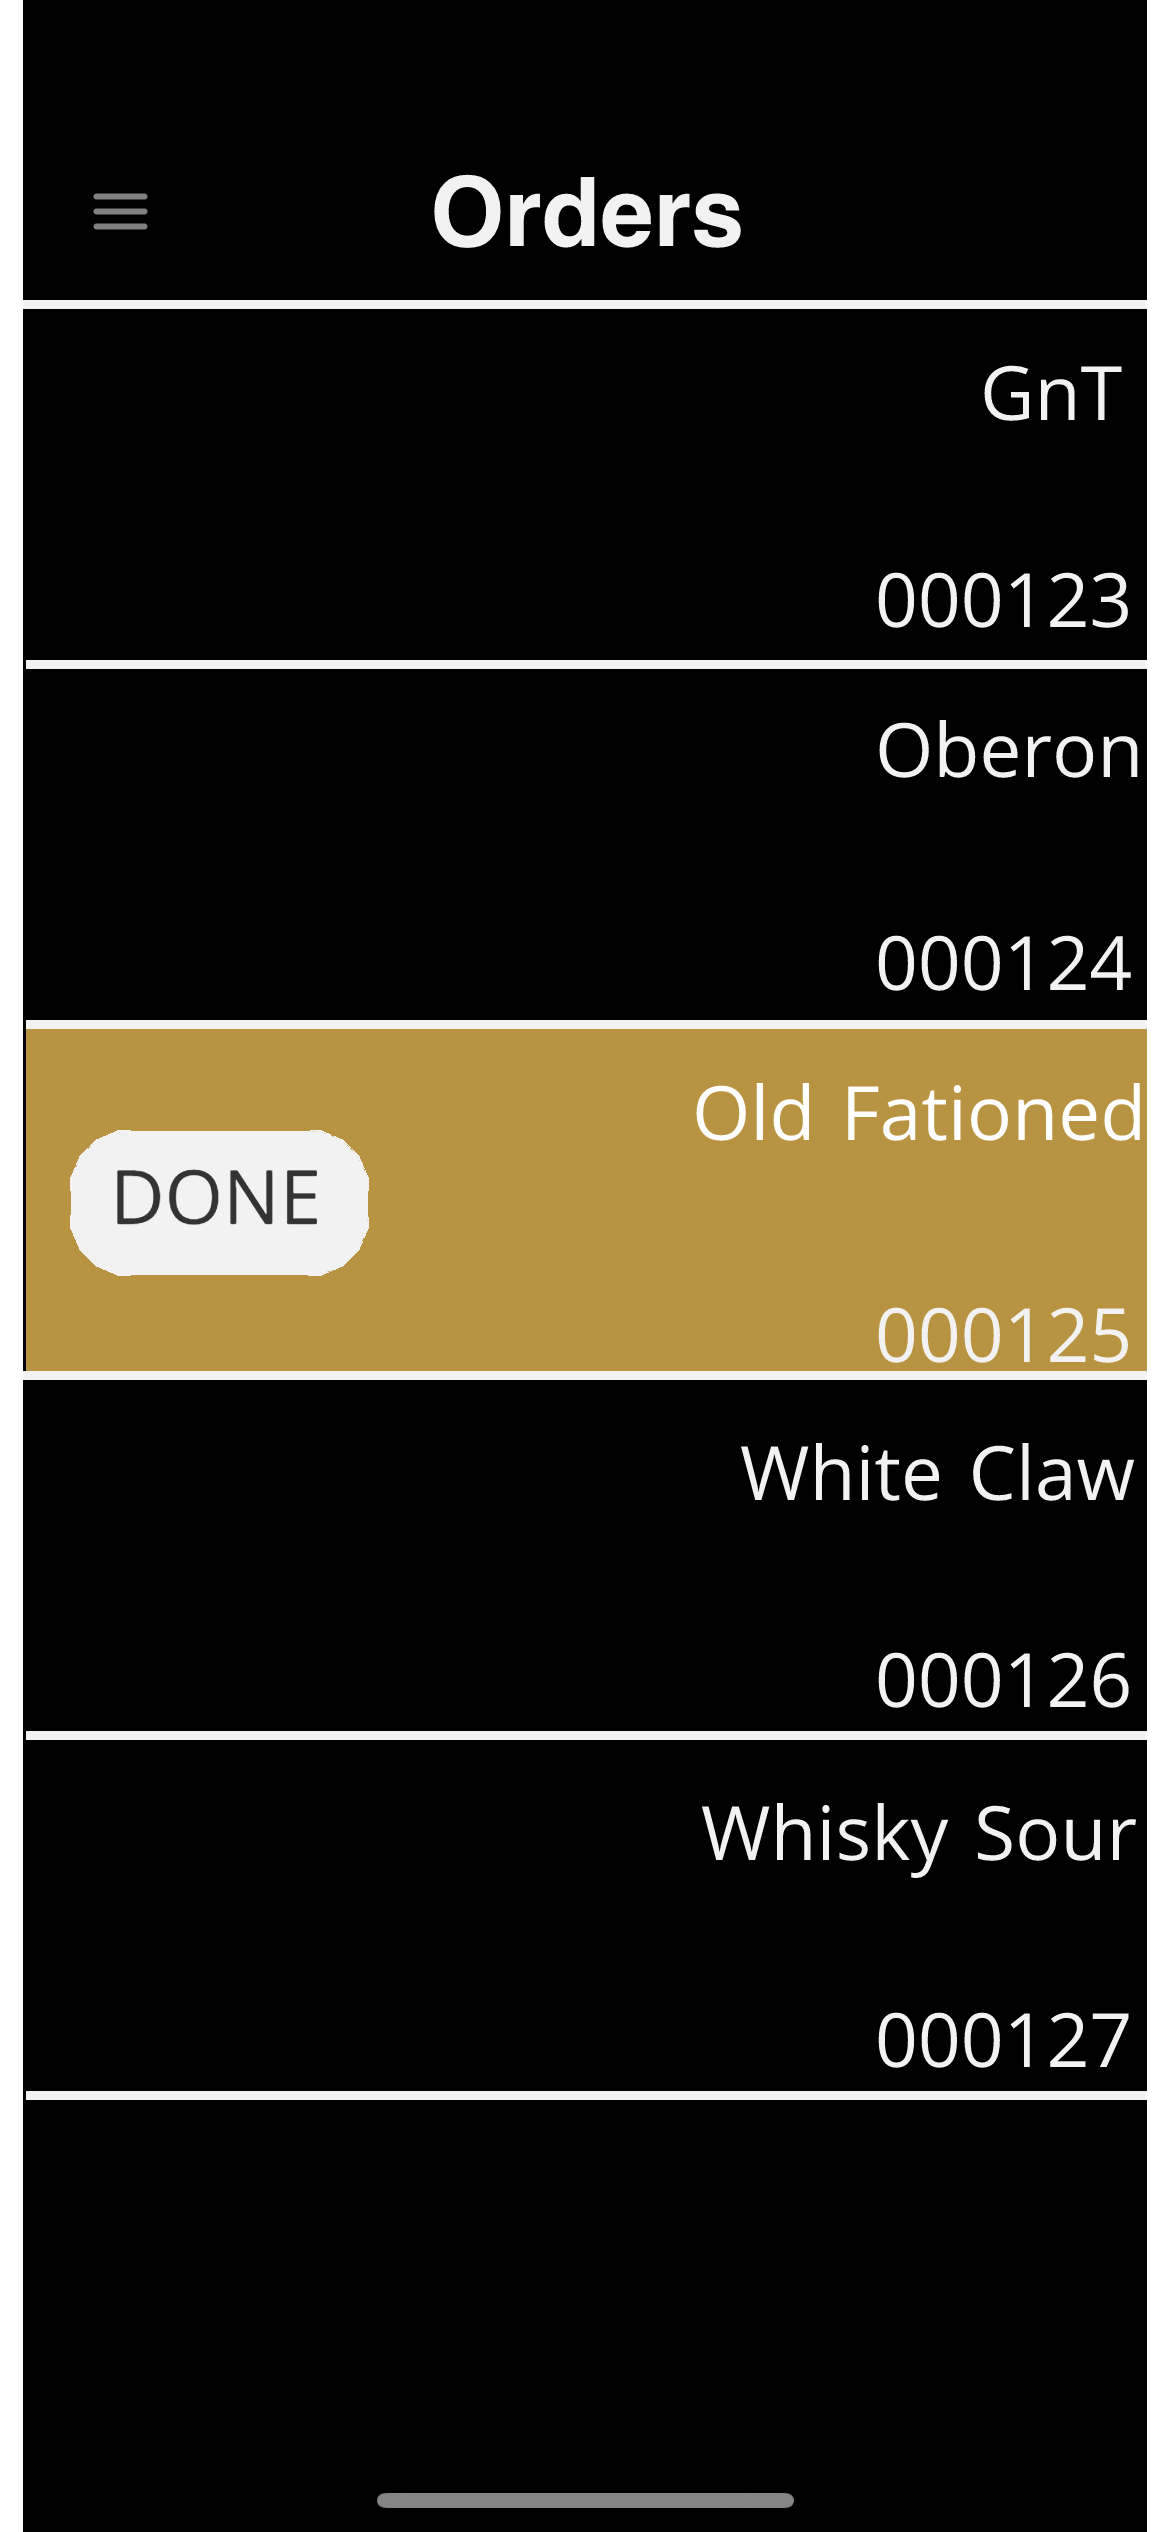 Orders
GnT
000123
Oberon
000124
Old Fationed
DONE
000125
White Claw
000126
Whisky Sour
000127